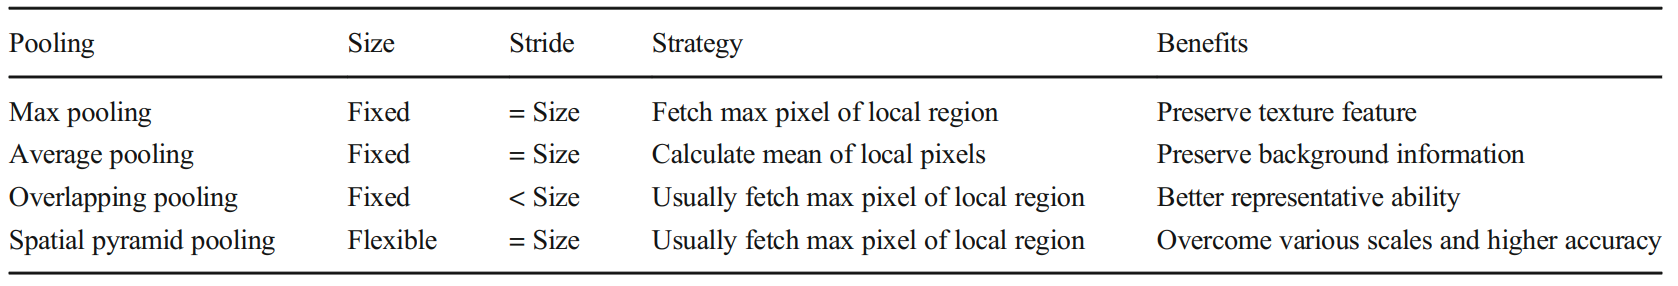 Pooling Size Stride Strategy Benefits
Max pooling Fixed = Size Fetch max pixel of local region Preserve texture feature
Average pooling Fixed = Size Calculate mean of local pixels Preserve background information
Overlapping pooling Fixed < Size Usually fetch max pixel of local region Better representative ability
Spatial pyramid pooling Flexible = Size Usually fetch max pixel of local region Overcome various scales and higher accuracy